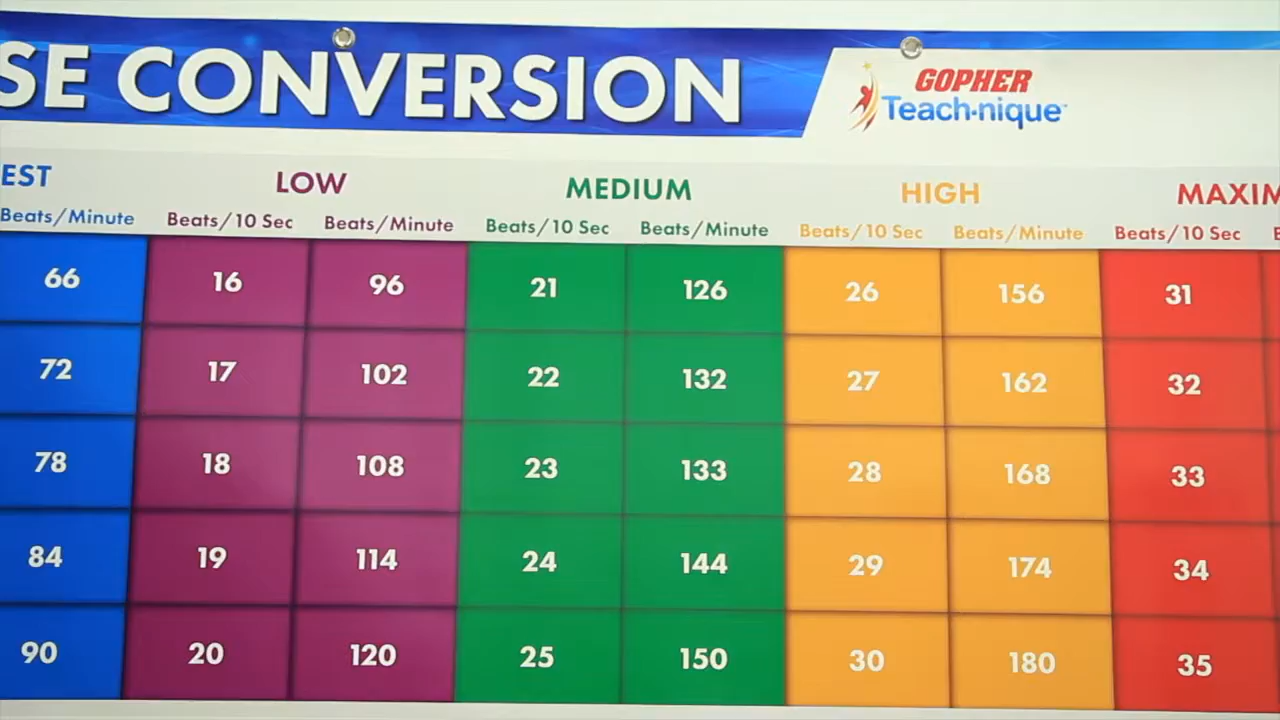 SE CONVERSION
GOPHER
Teach-nique™
EST LOW MEDIUM HIGH MAXIM
Beats/Minute Beats/10 Sec Beats/Minute Beats/10 Sec Beats/Minute Beats/10 Sec Beats/Minute Beats/10 Sec
66 16 96 21 126 26 156 31
72 17 102 22 132 27 162 32
78 18 108 23 133 28 168 33
84 19 114 24 144 29 174 34
90 20 120 25 150 30 180 35